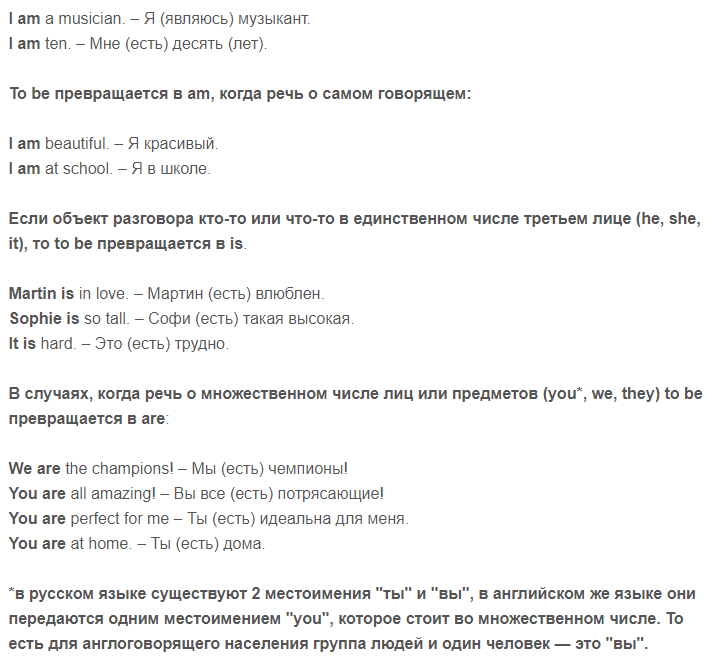 I am a musician. – Я (являюсь) музыкант.
I am ten. – Мне (есть) десять (лет).
To be превращается в am, когда речь о самом говорящем:
I am beautiful. – Я красивый.
I am at school. – Я в школе.
Если объект разговора кто-то или что-то в единственном числе третьем лице (he, she,
it), то to be превращается в is.
Martin is in love. – Мартин (есть) влюблен.
Sophie is so tall. – Софи (есть) такая высокая.
It is hard. – Это (есть) трудно.
В случаях, когда речь о множественном числе лиц или предметов (you*, we, they) to be
превращается в are:
We are the champions! – Мы (есть) чемпионы!
You are all amazing! – Вы все (есть) потрясающие!
You are perfect for me – Ты (есть) идеальна для меня.
You are at home. – Ты (есть) дома.
*в русском языке существуют 2 местоимения "ты" и "вы", в английском же языке они
передаются одним местоимением "you", которое стоит во множественном числе. То
есть для англоговорящего населения группа людей и один человек — это "вы".